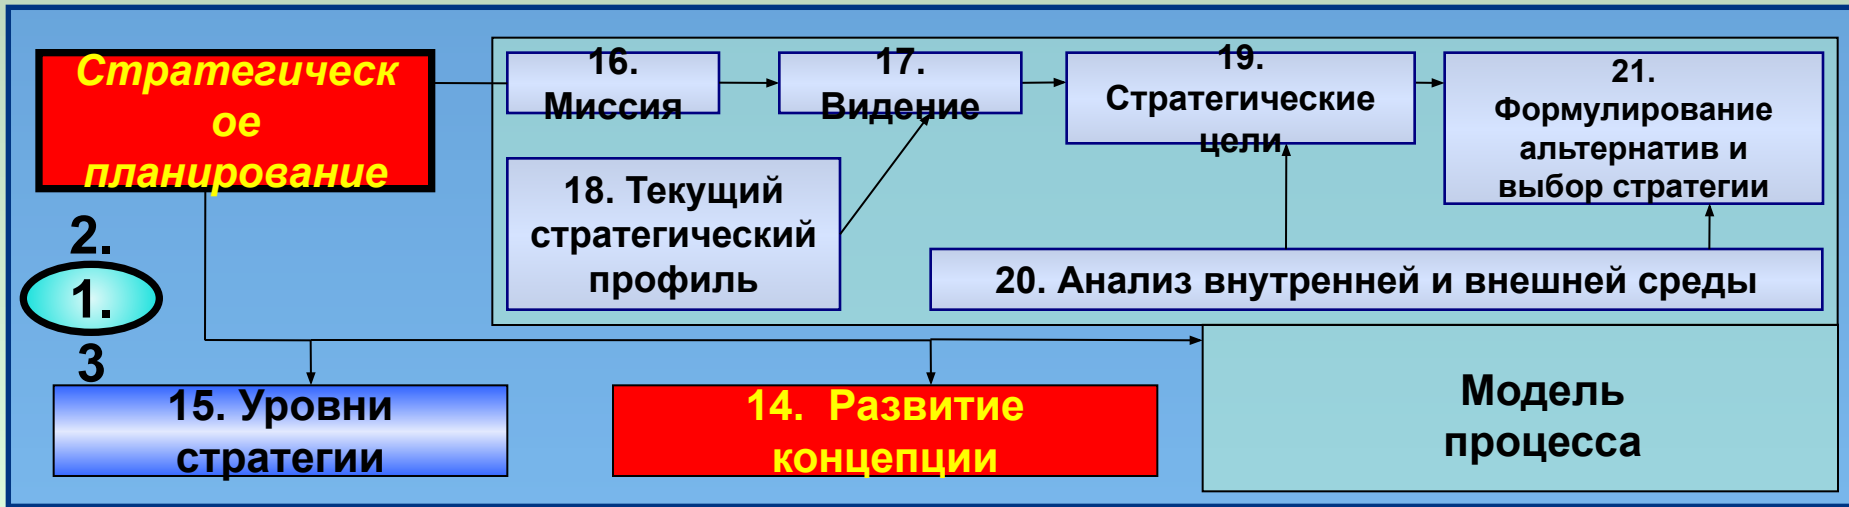 Стратегическ
ое
планирование
16.
Миссия
17.
Видение
19.
Стратегические
цели
21.
Формулирование
альтернатив и
выбор стратегии
18. Текущий
стратегический
профиль
20. Анализ внутренней и внешней среды
2.
1.
3
15. Уровни
стратегии
14. Развитие
концепции
Модель
процесса